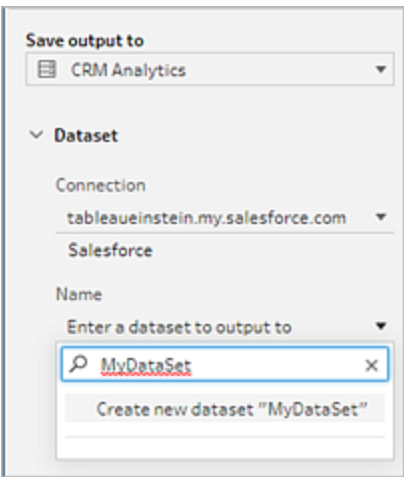 Save output to
CRM Analytics
Dataset
Connection
tableaueinstein.my.salesforce.com
Salesforce
Name
Enter a dataset to output to
MyDataSet
Create new dataset "MyDataSet"